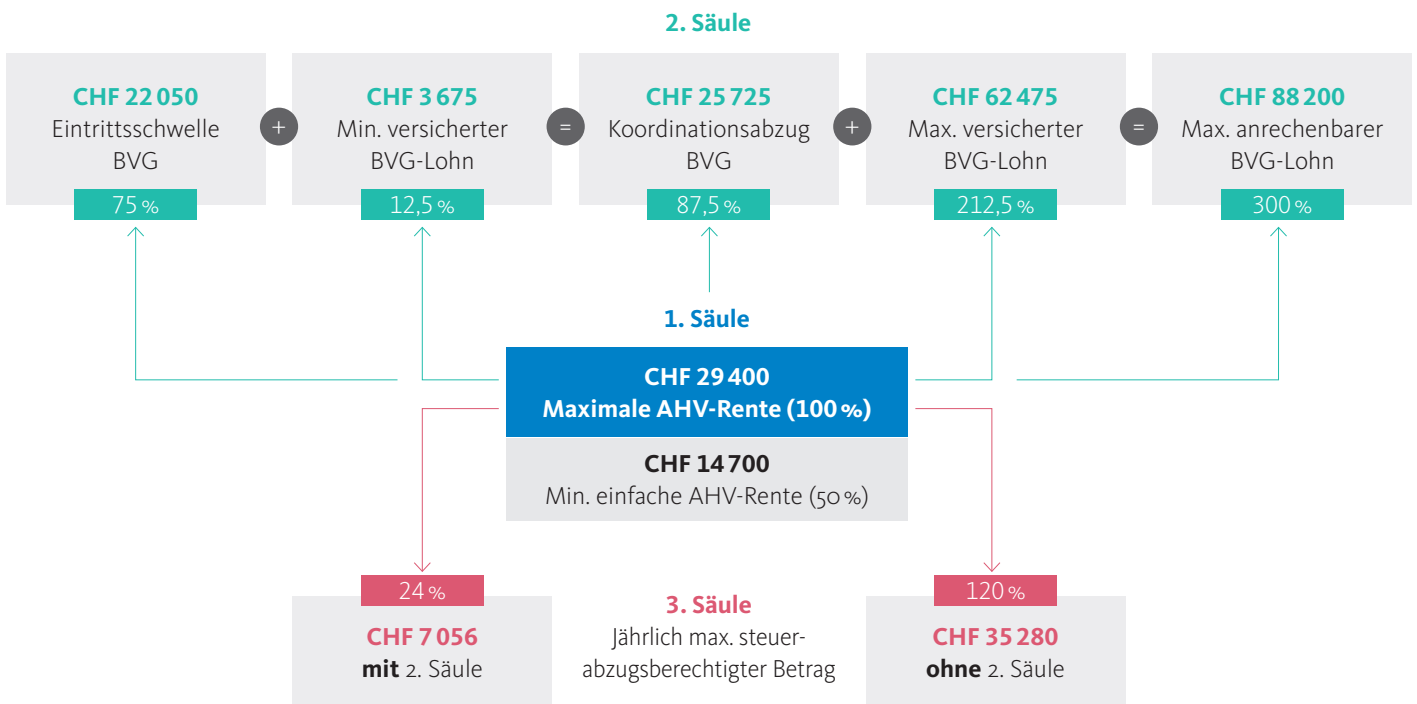 2. Säule
CHF 22 050
Eintrittsschwelle
BVG
75 %
+
CHF 3 675
Min. versicherter
BVG-Lohn
12,5 %
=
CHF 25 725
Koordinationsabzug
BVG
87,5 %
+
CHF 62 475
Max. versicherter
BVG-Lohn
212,5 %
=
CHF 88 200
Max. anrechenbarer
BVG-Lohn
300 %
1. Säule
CHF 29 400
Maximale AHV-Rente (100 %)
CHF 14 700
Min. einfache AHV-Rente (50 %)
24 %
CHF 7 056
mit 2. Säule
3. Säule
Jährlich max. steuer-
abzugsberechtigter Betrag
120 %
CHF 35 280
ohne 2. Säule